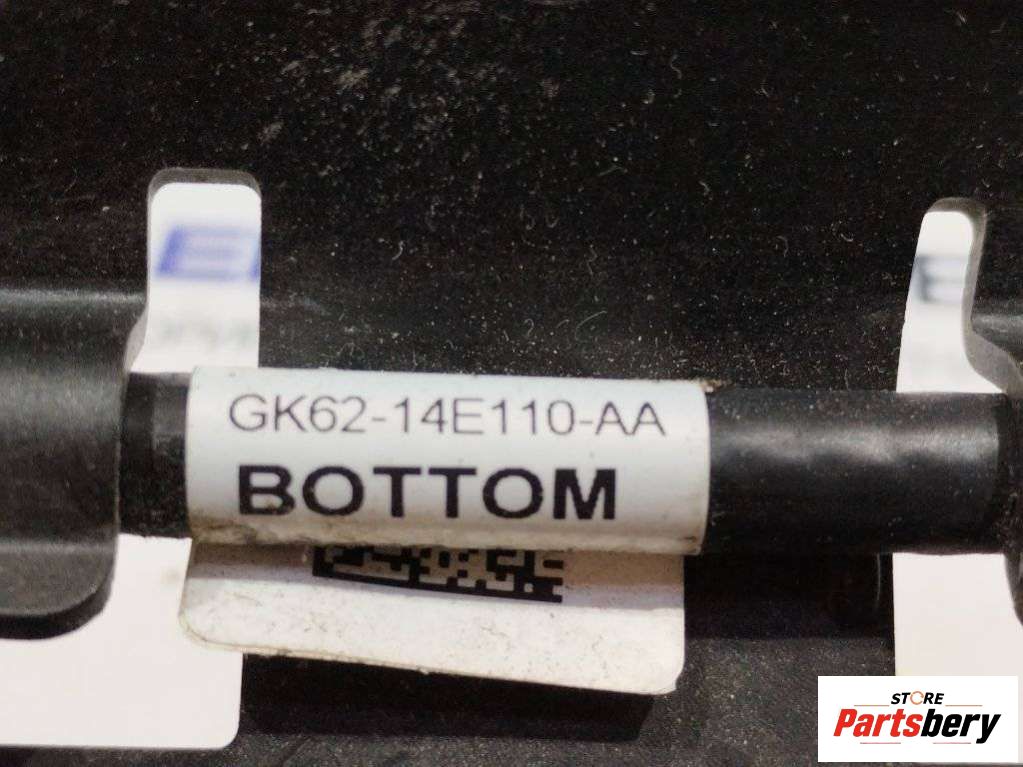 GK62-14E110-AA
BOTTOM
STORE
Partsbery